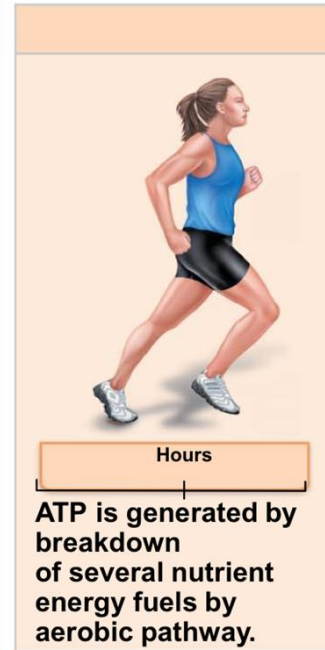 Hours
ATP is generated by
breakdown
of several nutrient
energy fuels by
aerobic pathway.